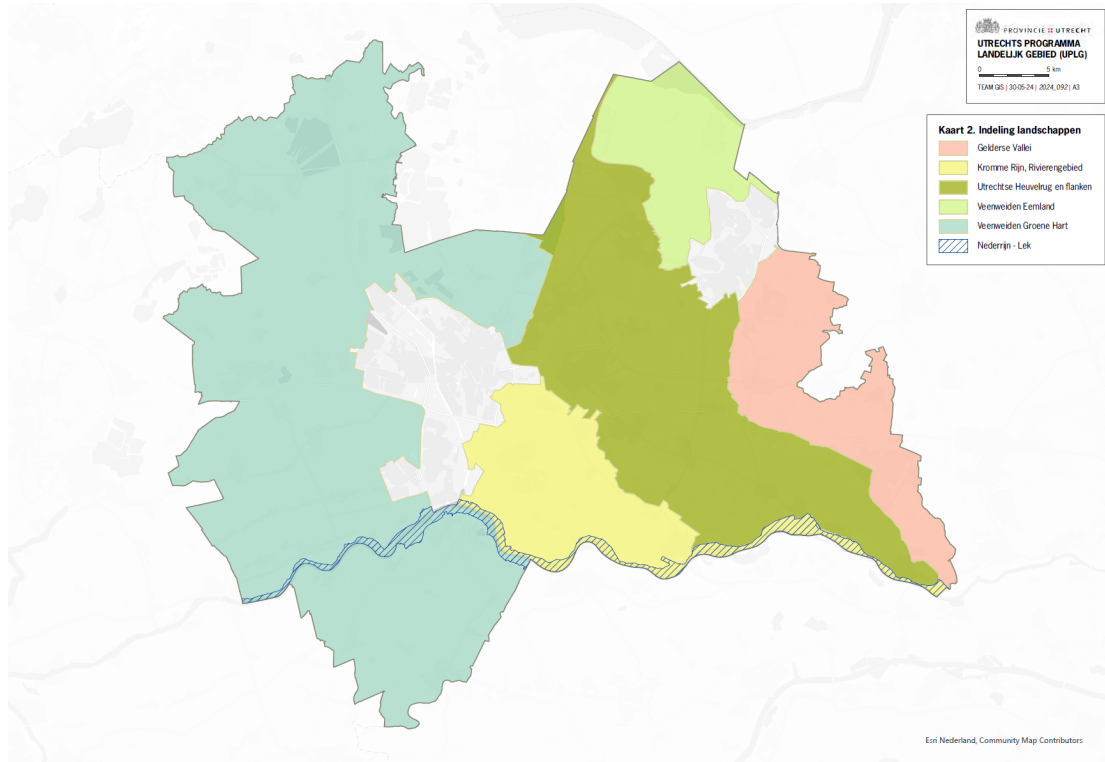 PROVINCIE :: UTRECHT
UTRECHTS PROGRAMMA
LANDELIJK GEBIED (UPLG)
0 5 km
TEAM GIS | 30-05-24 | 2024_092 | A3
Kaart 2. Indeling landschappen
Gelderse Vallei
Kromme Rijn, Rivierengebied
Utrechtse Heuvelrug en flanken
Veenweiden Eemland
Veenweiden Groene Hart
Nederrijn - Lek
Esri Nederland, Community Map Contributors